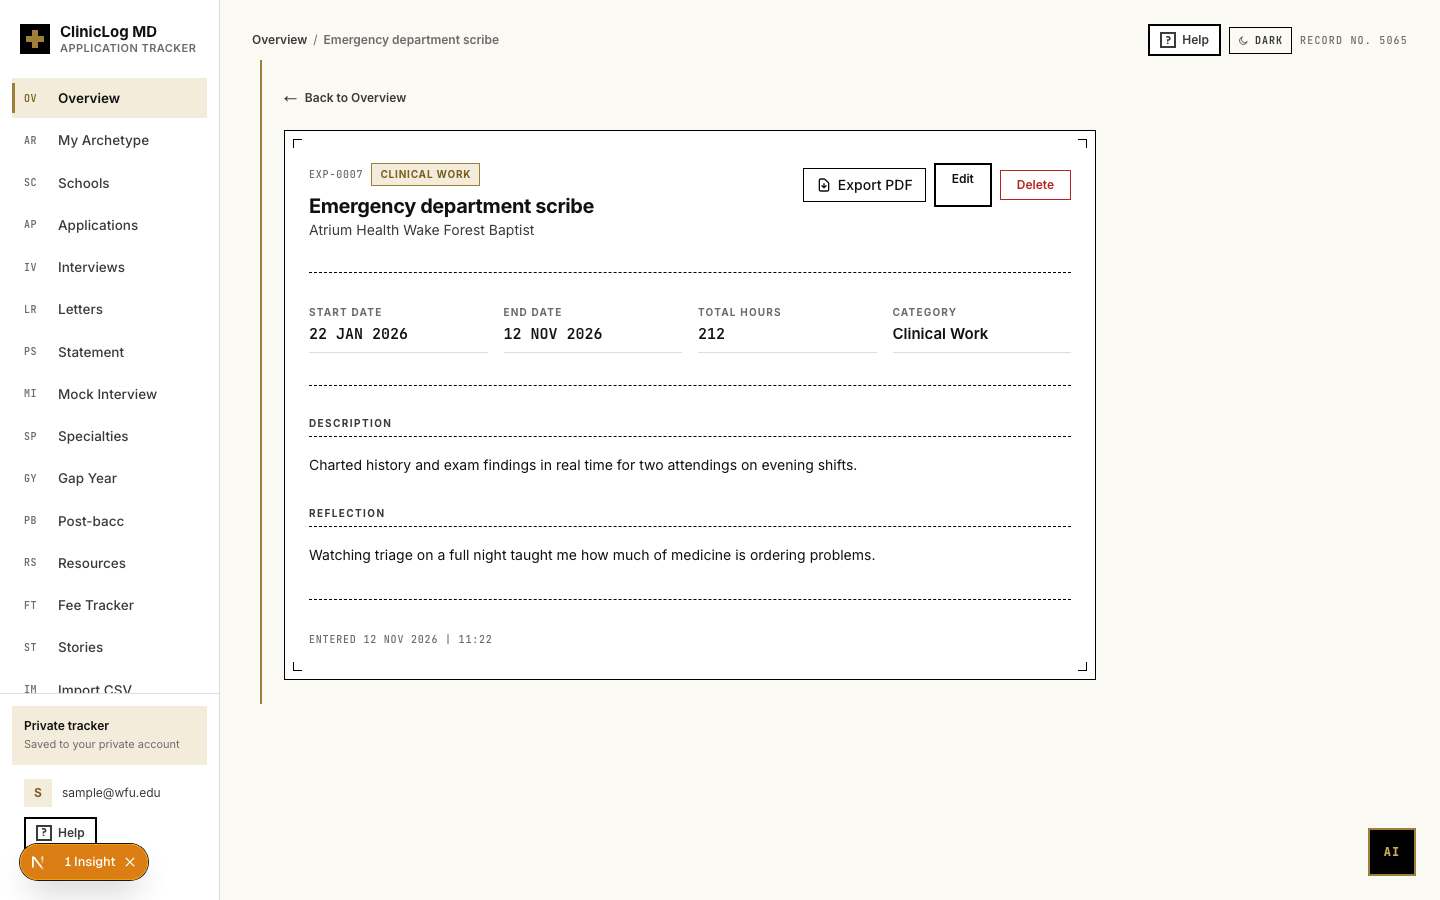 ClinicLog MD
APPLICATION TRACKER
OV Overview
AR My Archetype
SC Schools
AP Applications
IV Interviews
LR Letters
PS Statement
MI Mock Interview
SP Specialties
GY Gap Year
PB Post-bacc
RS Resources
FT Fee Tracker
ST Stories
IM Import CSV
Private tracker
Saved to your private account
S sample@wfu.edu
? Help
1 Insight
Overview / Emergency department scribe
? Help
DARK
RECORD NO. 5065
← Back to Overview
EXP-0007 CLINICAL WORK
Export PDF
Edit
Delete
Emergency department scribe
Atrium Health Wake Forest Baptist
START DATE
22 JAN 2026
END DATE
12 NOV 2026
TOTAL HOURS
212
CATEGORY
Clinical Work
DESCRIPTION
Charted history and exam findings in real time for two attendings on evening shifts.
REFLECTION
Watching triage on a full night taught me how much of medicine is ordering problems.
ENTERED 12 NOV 2026 | 11:22
AI